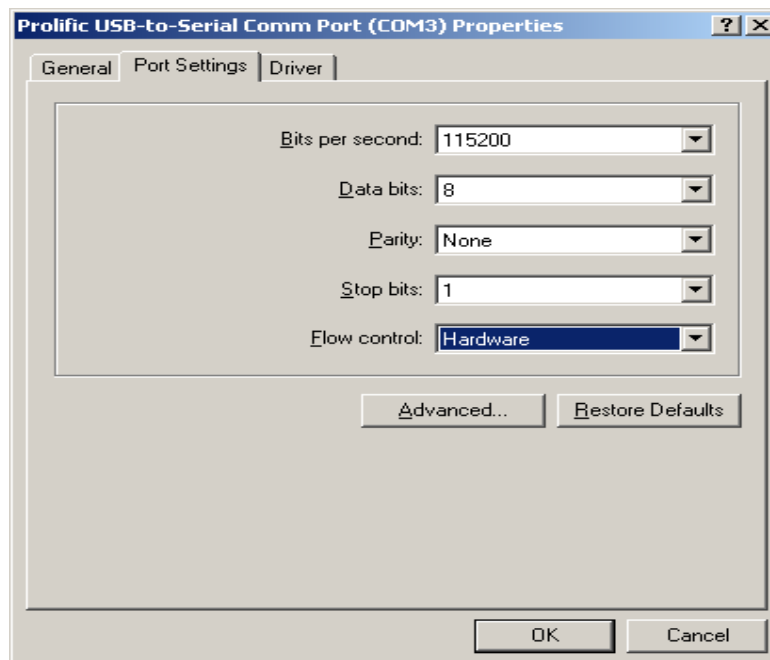 Prolific USB-to-Serial Comm Port (COM3) Properties ? X
General Port Settings Driver
Bits per second: 115200
Data bits: 8
Parity: None
Stop bits: 1
Flow control: Hardware
Advanced... Restore Defaults
OK Cancel